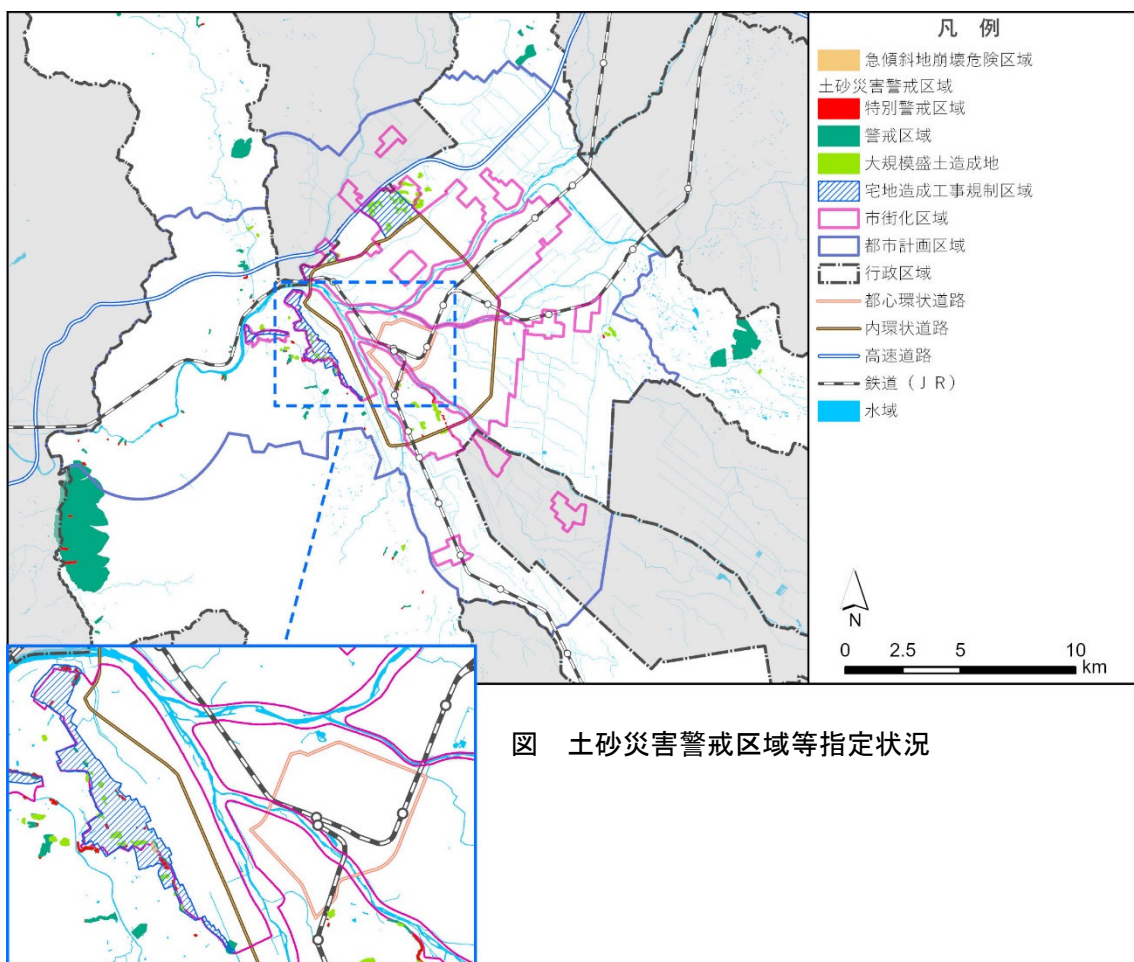 凡 例
急傾斜地崩壊危険区域
土砂災害警戒区域
特別警戒区域
警戒区域
大規模盛土造成地
宅地造成工事規制区域
市街化区域
都市計画区域
行政区域
都心環状道路
内環状道路
高速道路
鉄道（ＪＲ）
水域
N
0 2.5 5 10
km
図 土砂災害警戒区域等指定状況